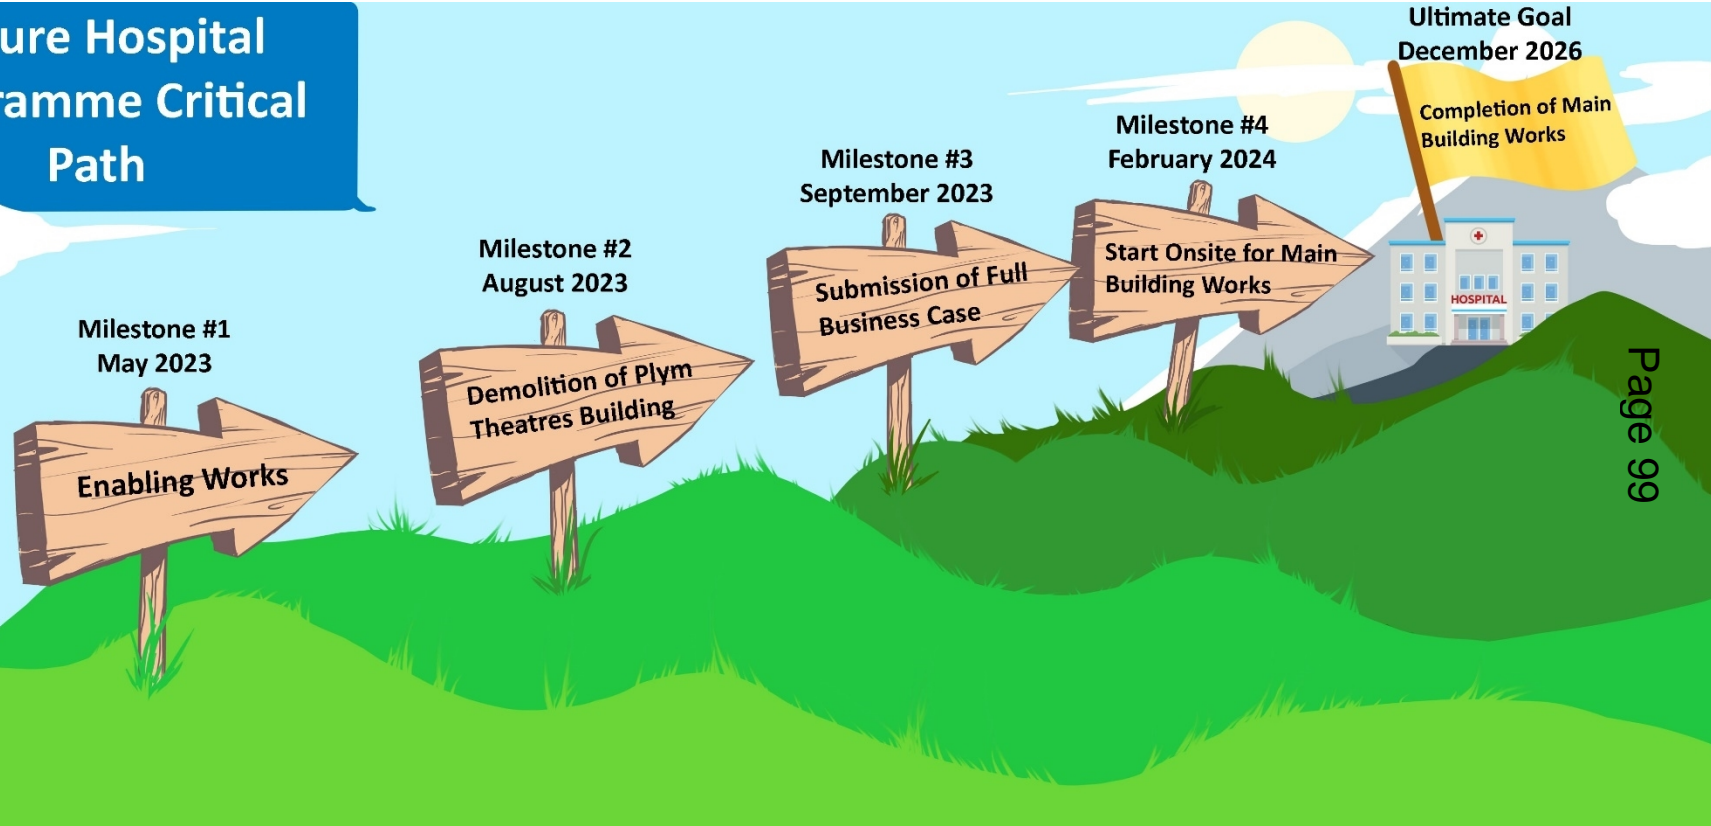 ure Hospital
ramme Critical
Path
Milestone #1
May 2023
Enabling Works
Milestone #2
August 2023
Demolition of Plym
Theatres Building
Milestone #3
September 2023
Submission of Full
Business Case
Milestone #4
February 2024
Start Onsite for Main
Building Works
Ultimate Goal
December 2026
Completion of Main
Building Works
HOSPITAL
Page 99